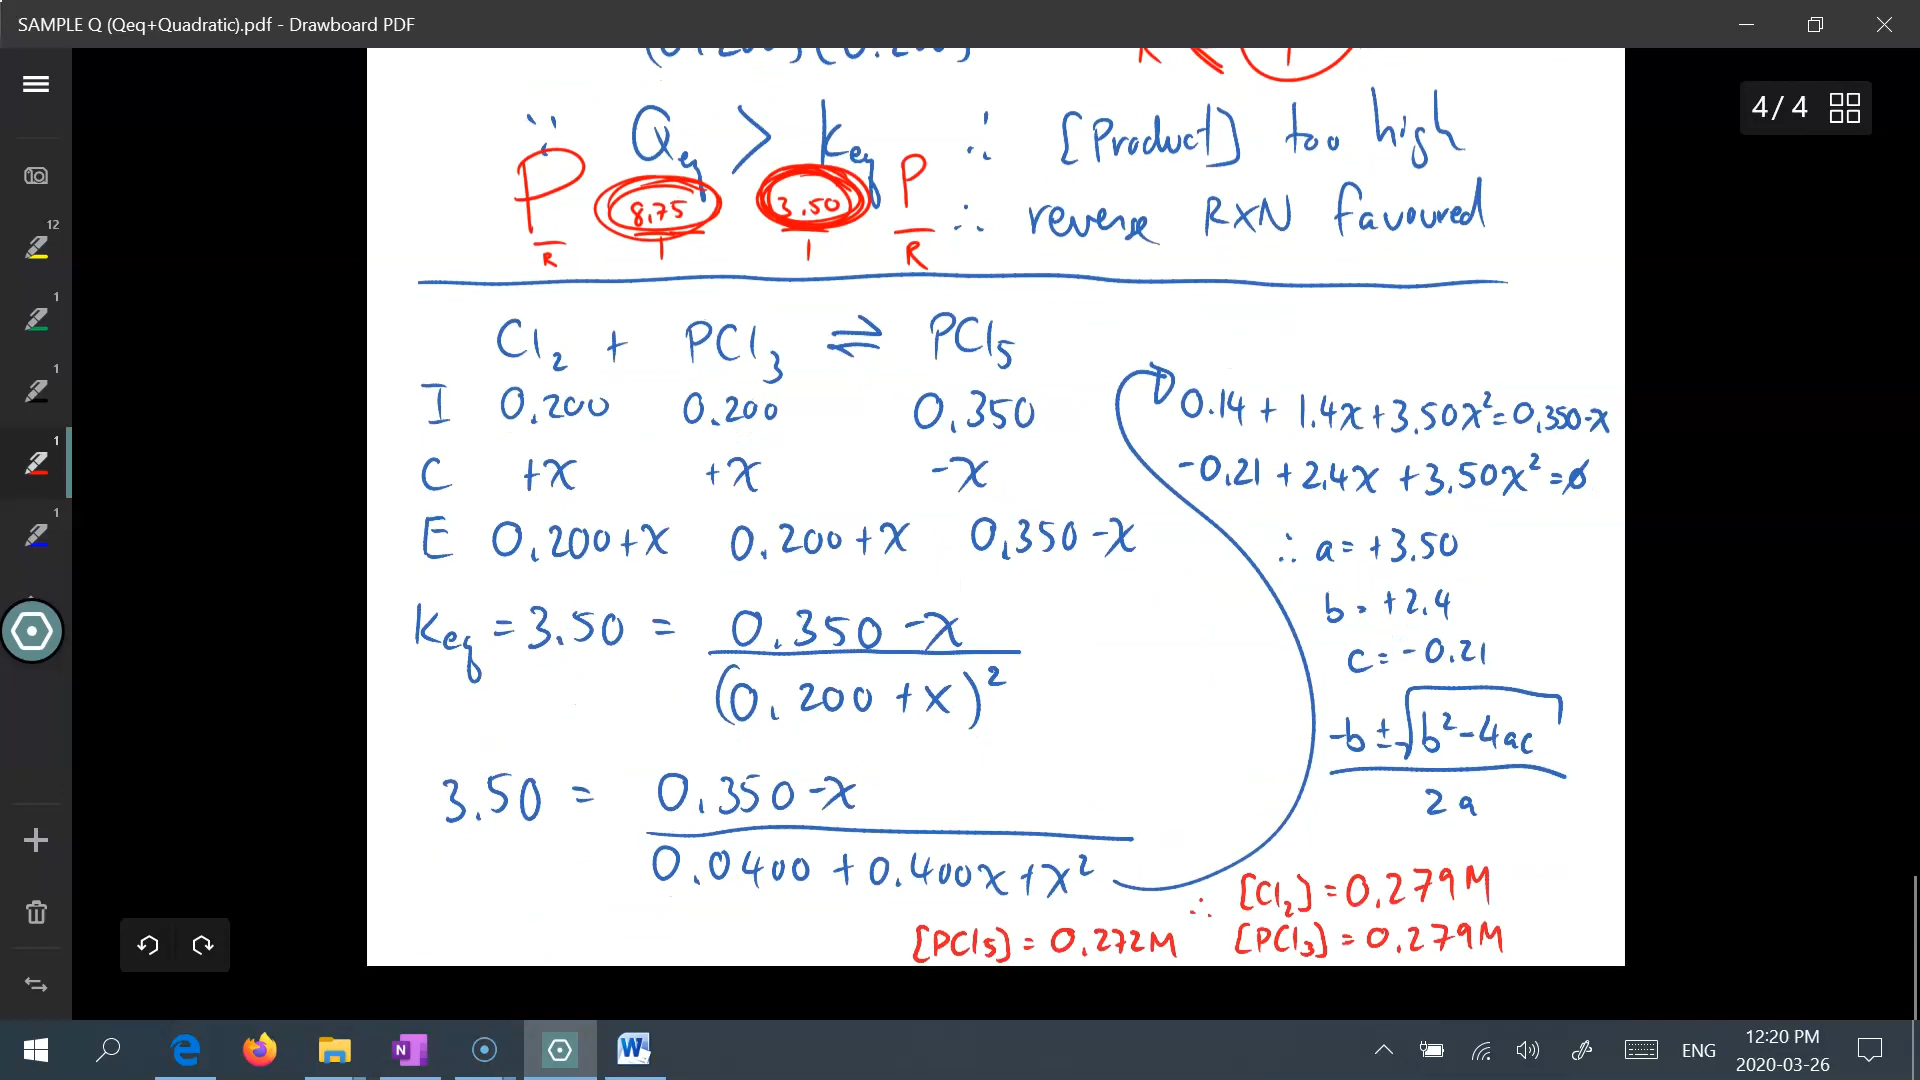 SAMPLE Q (Qeq+Quadratic).pdf - Drawboard PDF
4 / 4
∵ Qeq > Keq ∴ [Product] too high
P/R 8.75/1 3.50/1 P/R
∴ reverse RXN favoured
Cl₂ + PCl₃ ⇌ PCl₅
I 0.200 0.200 0.350
C +x +x -x
E 0.200+x 0.200+x 0.350-x
Keq = 3.50 = 0.350-x / (0.200+x)²
3.50 = 0.350-x / 0.0400+0.400x+x²
0.14 + 1.4x+3.50x²=0.350-x
-0.21 +2.4x +3.50x²=0
∴ a= +3.50
b= +2.4
c= -0.21
-b±√b²-4ac / 2a
∴ [Cl₂]=0.279M
[PCl₅]=0.272M [PCl₃]=0.279M
12
1
1
1
1
ENG
12:20 PM
2020-03-26